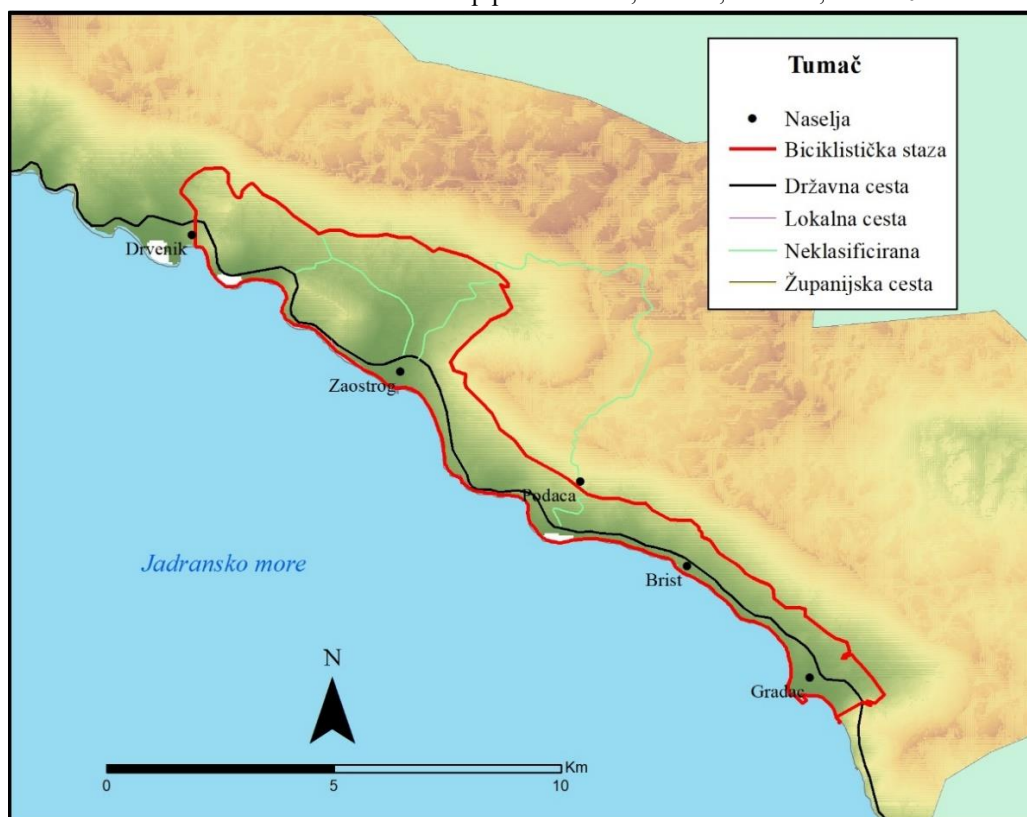 Tumač
Naselja
Biciklistička staza
Državna cesta
Lokalna cesta
Neklasificirana
Županijska cesta
Drvenik
Zaostrog
Podaca
Jadransko more
Brist
N
Gradac
Km
0 5 10